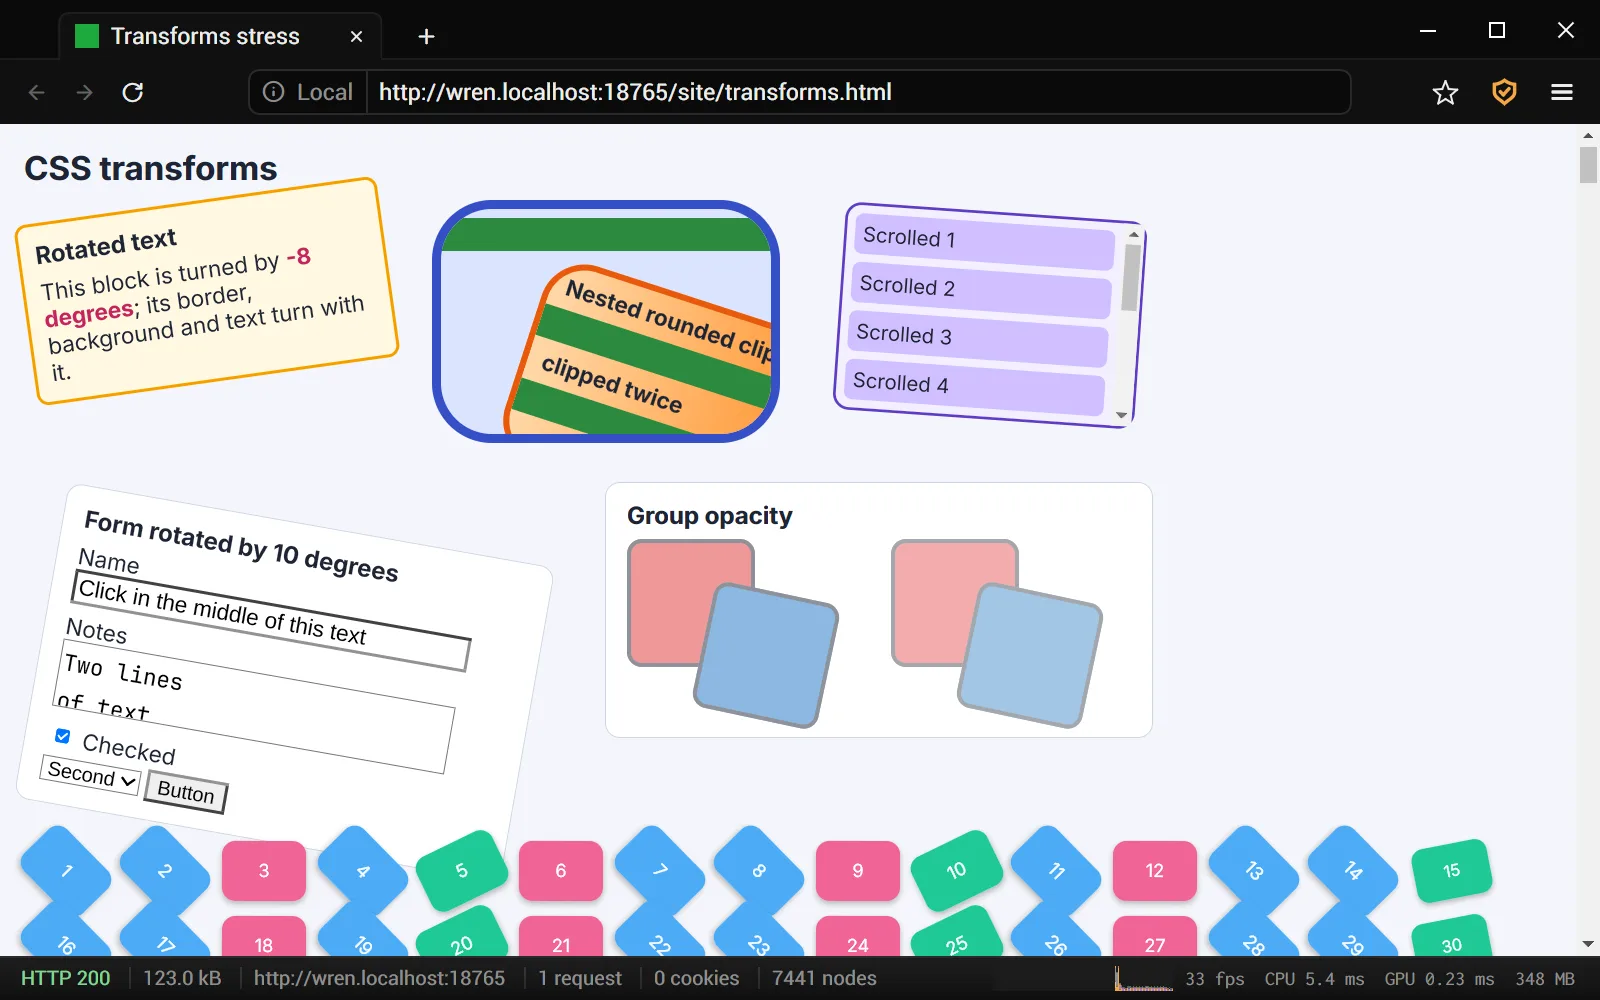 Transforms stress
Local
http://wren.localhost:18765/site/transforms.html
CSS transforms
Rotated text
This block is turned by -8
degrees; its border,
background and text turn with
it.
Nested rounded clip
clipped twice
Scrolled 1
Scrolled 2
Scrolled 3
Scrolled 4
Form rotated by 10 degrees
Name
Click in the middle of this text
Notes
Two lines
of text
Checked
Second
Button
Group opacity
1 2 3 4 5 6 7 8 9 10 11 12 13 14 15
16 17 18 19 20 21 22 23 24 25 26 27 28 29 30
HTTP 200 123.0 kB http://wren.localhost:18765 1 request 0 cookies 7441 nodes 33 fps CPU 5.4 ms GPU 0.23 ms 348 MB